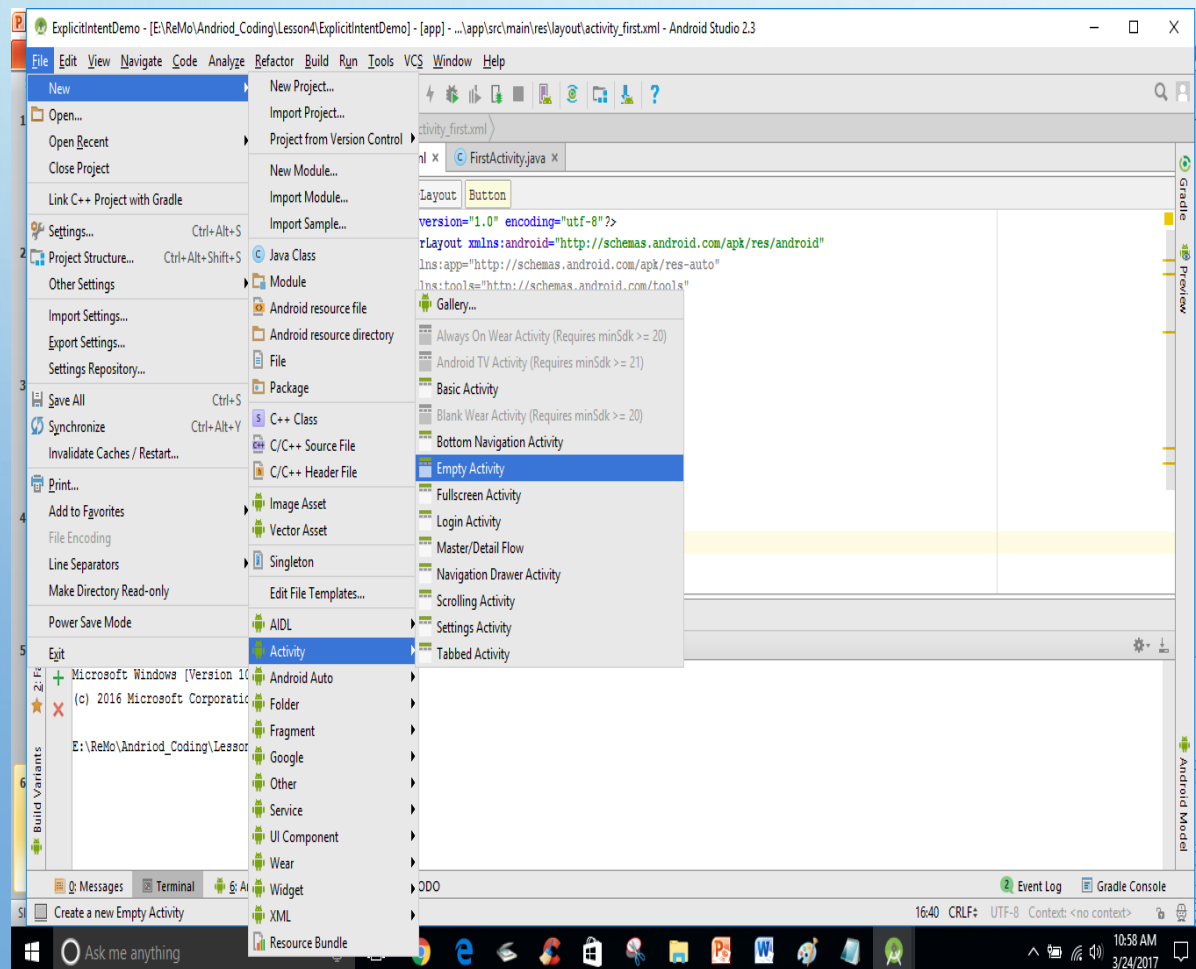 ExplicitIntentDemo - [E:\ReMo\Andriod_Coding\Lesson4\ExplicitIntentDemo] - [app] - ...\app\src\main\res\layout\activity_first.xml - Android Studio 2.3
File Edit View Navigate Code Analyze Refactor Build Run Tools VCS Window Help
New
Open...
Open Recent
Close Project
Link C++ Project with Gradle
Settings... Ctrl+Alt+S
Project Structure... Ctrl+Alt+Shift+S
Other Settings
Import Settings...
Export Settings...
Settings Repository...
Save All Ctrl+S
Synchronize Ctrl+Alt+Y
Invalidate Caches / Restart...
Print...
Add to Favorites
File Encoding
Line Separators
Make Directory Read-only
Power Save Mode
Exit
New Project...
Import Project...
Project from Version Control
New Module...
Import Module...
Import Sample...
Java Class
Module
Android resource file
Android resource directory
File
Package
C++ Class
C/C++ Source File
C/C++ Header File
Image Asset
Vector Asset
Singleton
Edit File Templates...
AIDL
Activity
Android Auto
Folder
Fragment
Google
Other
Service
UI Component
Wear
Widget
XML
Resource Bundle
Gallery...
Always On Wear Activity (Requires minSdk >= 20)
Android TV Activity (Requires minSdk >= 21)
Basic Activity
Blank Wear Activity (Requires minSdk >= 20)
Bottom Navigation Activity
Empty Activity
Fullscreen Activity
Login Activity
Master/Detail Flow
Navigation Drawer Activity
Scrolling Activity
Settings Activity
Tabbed Activity
ctivity_first.xml
nl × FirstActivity.java ×
Layout Button
version="1.0" encoding="utf-8"?>
rLayout xmlns:android="http://schemas.android.com/apk/res/android"
lns:app="http://schemas.android.com/apk/res-auto"
lns:tools="http://schemas.android.com/tools"
Gradle
Preview
Android Model
1
2
3
4
5
6
2: Fa
Build Variants
Microsoft Windows [Version 10
(c) 2016 Microsoft Corporatio
E:\ReMo\Andriod_Coding\Lesson
0: Messages Terminal 6: A ODO 2 Event Log Gradle Console
Create a new Empty Activity 16:40 CRLF UTF-8 Context: <no context>
Ask me anything
10:58 AM
3/24/2017